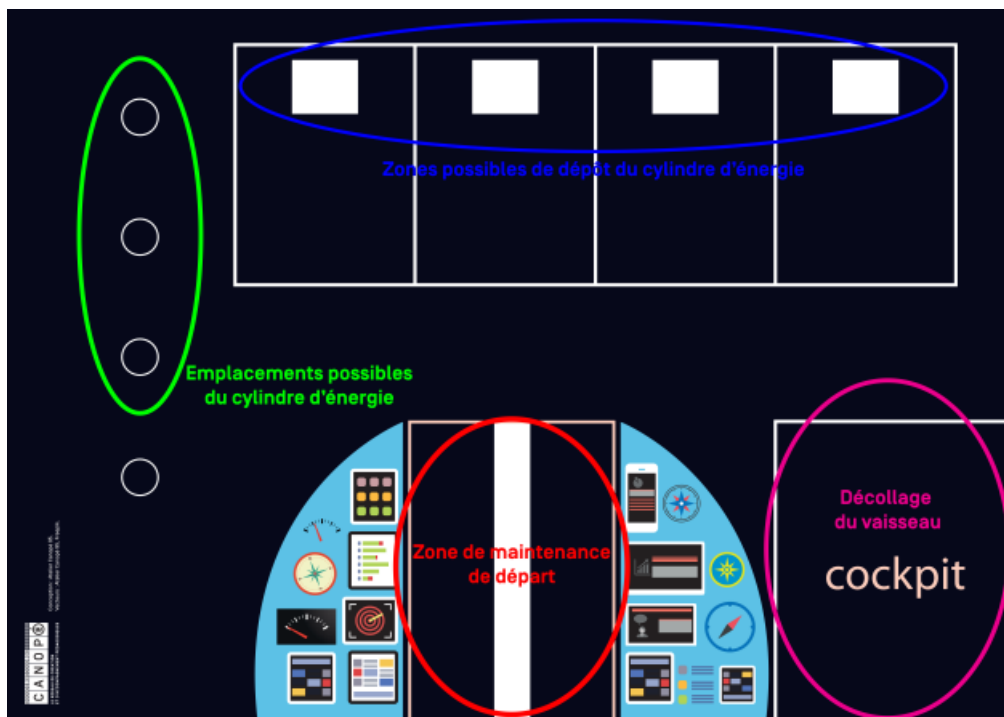 Zones possibles de dépôt du cylindre d'énergie
Emplacements possibles
du cylindre d'énergie
Zone de maintenance
de départ
Décollage
du vaisseau
cockpit
CANOPÉ